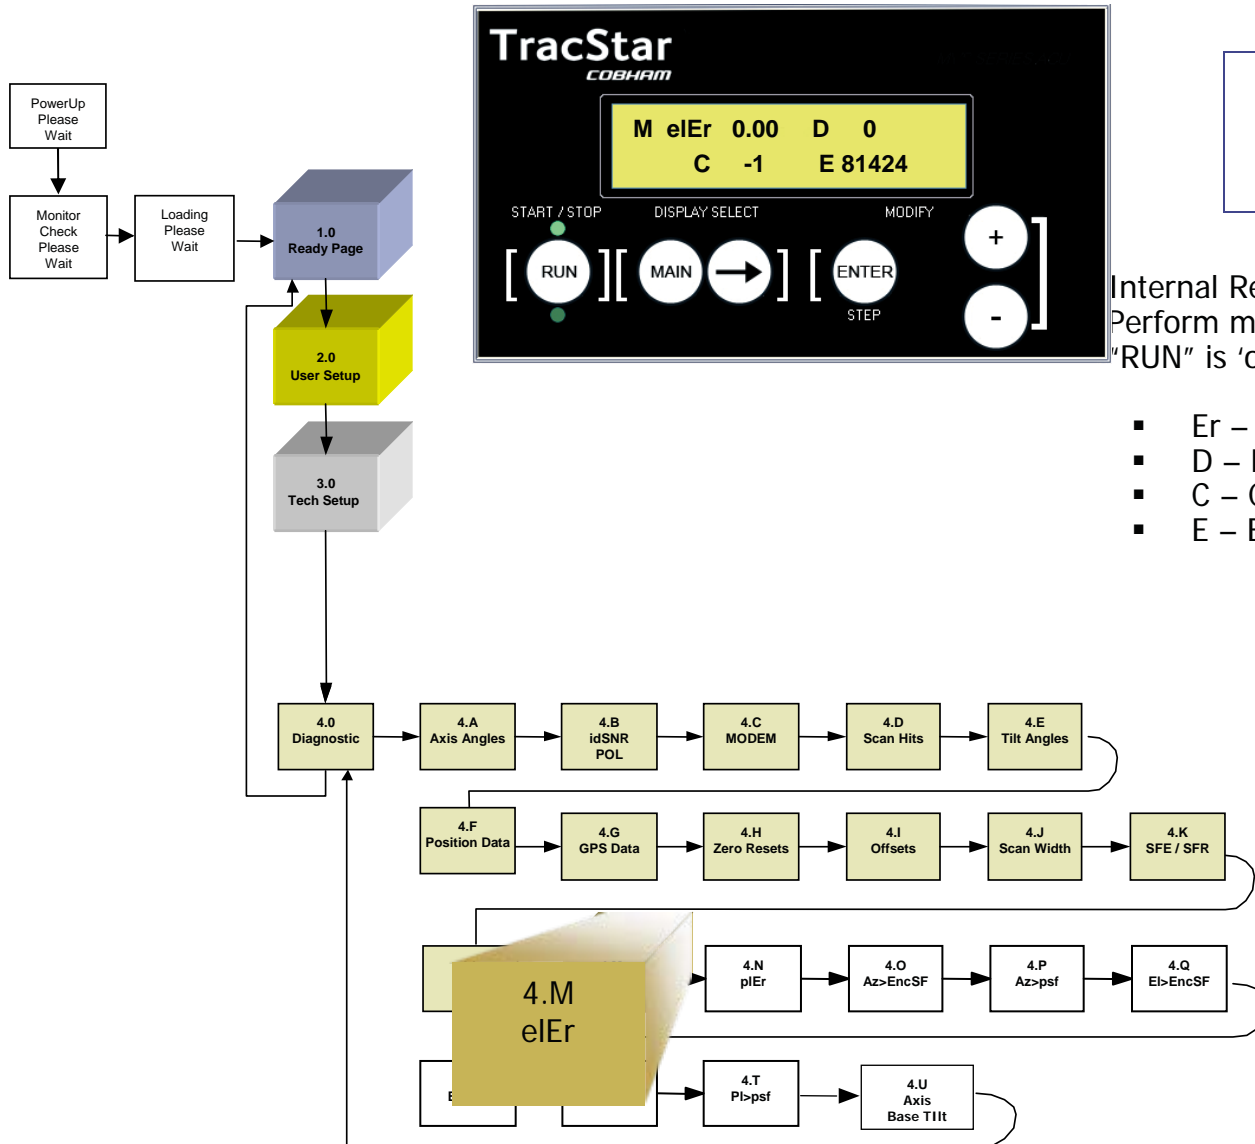 TracStar
COBHAM
M elEr 0.00 D 0
C -1 E 81424
START / STOP
DISPLAY SELECT
MODIFY
RUN
MAIN
ENTER
STEP
+
-
PowerUp
Please
Wait
Monitor
Check
Please
Wait
Loading
Please
Wait
1.0
Ready Page
2.0
User Setup
3.0
Tech Setup
Internal
Perform
"RUN" is
▪ Er –
▪ D –
▪ C –
▪ E –
4.0
Diagnostic
4.A
Axis Angles
4.B
idSNR
POL
4.C
MODEM
4.D
Scan Hits
4.E
Tilt Angles
4.F
Position Data
4.G
GPS Data
4.H
Zero Resets
4.I
Offsets
4.J
Scan Width
4.K
SFE / SFR
4.M
elEr
4.N
plEr
4.O
Az>EncSF
4.P
Az>psf
4.Q
El>EncSF
4.T
Pl>psf
4.U
Axis
Base TIlt